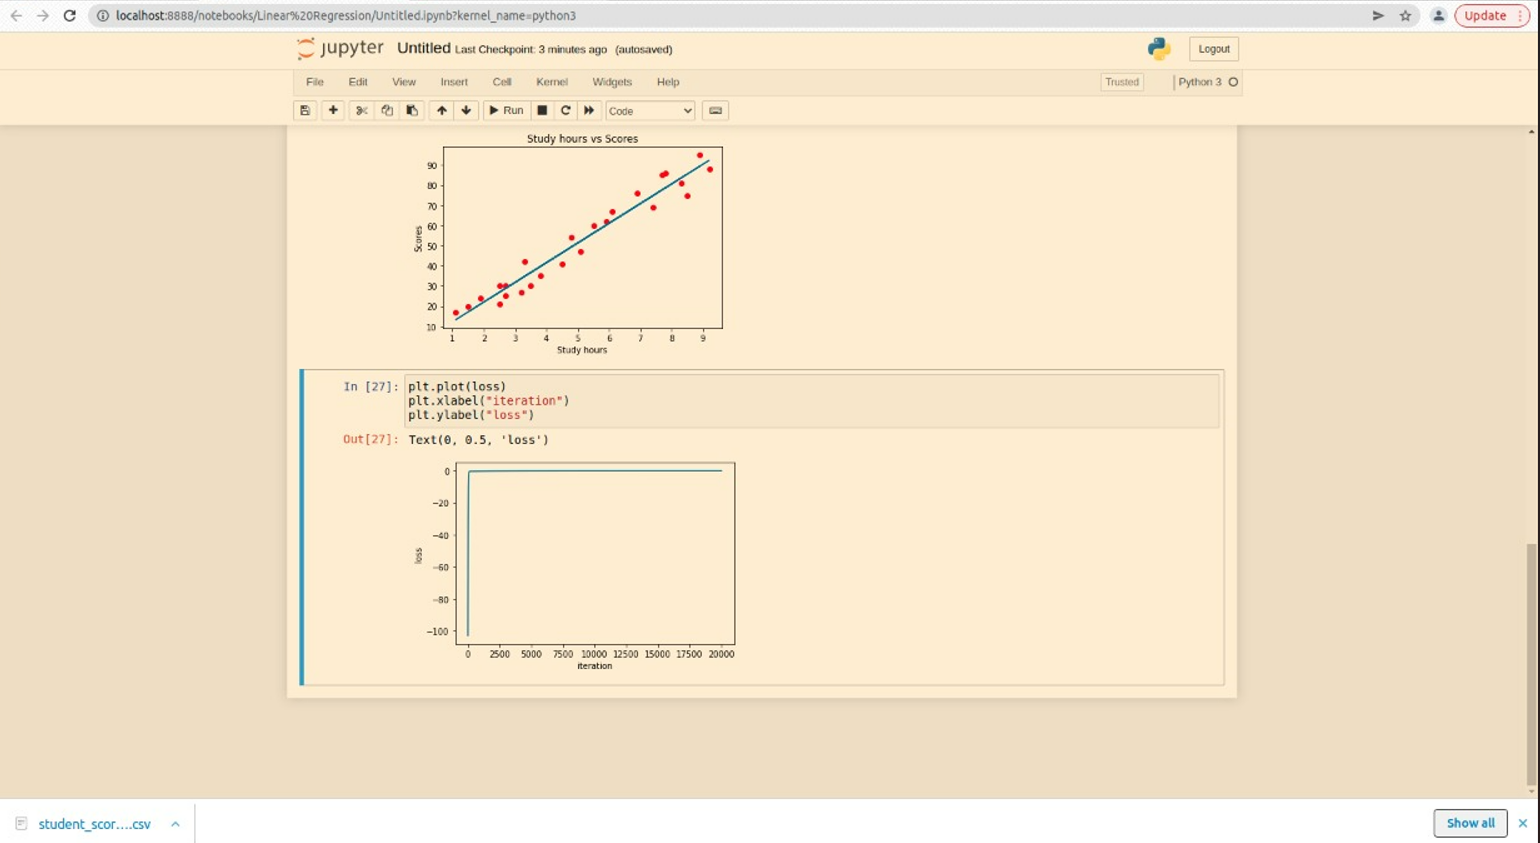 localhost:8888/notebooks/Linear%20Regression/Untitled.ipynb?kernel_name=python3
Update
jupyter Untitled Last Checkpoint: 3 minutes ago (autosaved)
Logout
File Edit View Insert Cell Kernel Widgets Help
Trusted Python 3
Run Code
Study hours vs Scores
90
80
70
60
50
40
30
20
10
Scores
1 2 3 4 5 6 7 8 9
Study hours
In [27]: plt.plot(loss)
plt.xlabel("iteration")
plt.ylabel("loss")
Out[27]: Text(0, 0.5, 'loss')
0
−20
−40
−60
−80
−100
loss
0 2500 5000 7500 10000 12500 15000 17500 20000
iteration
student_scor....csv
Show all